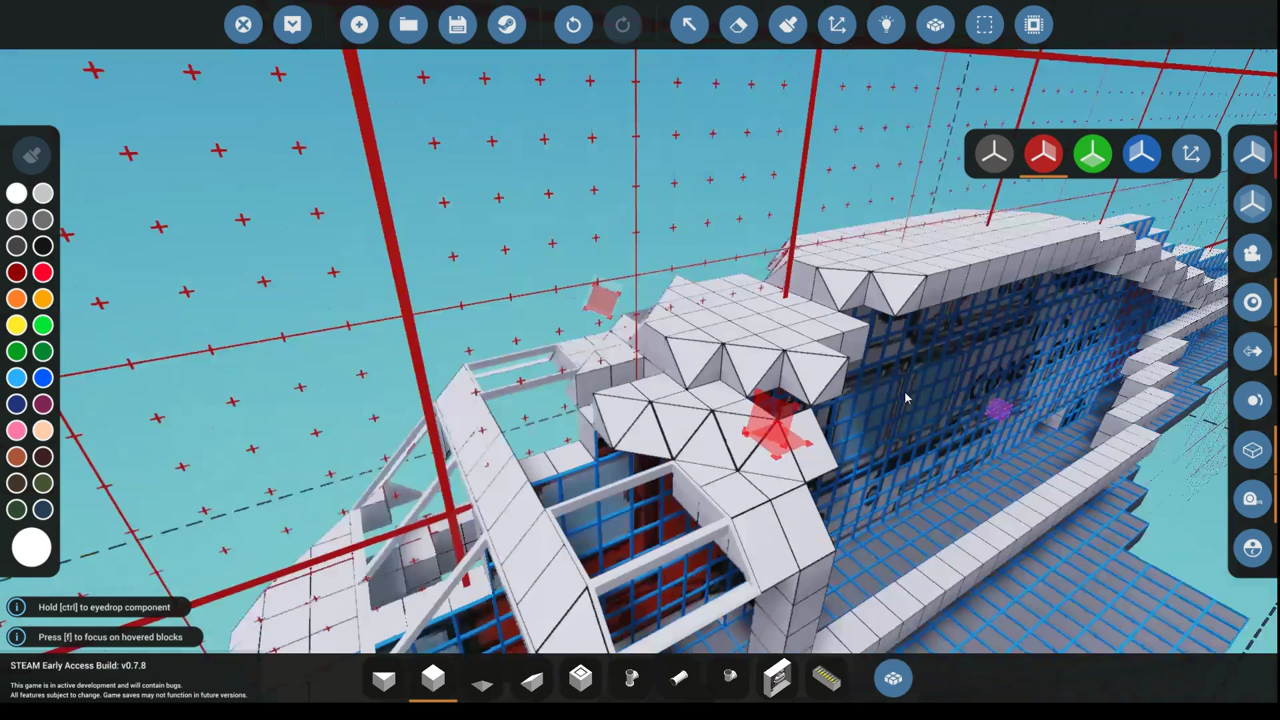 Hold [ctrl] to eyedrop component
Press [f] to focus on hovered blocks
STEAM Early Access Build: v0.7.8
This game is in active development and will contain bugs.
All features subject to change. Game saves may not function in future versions.